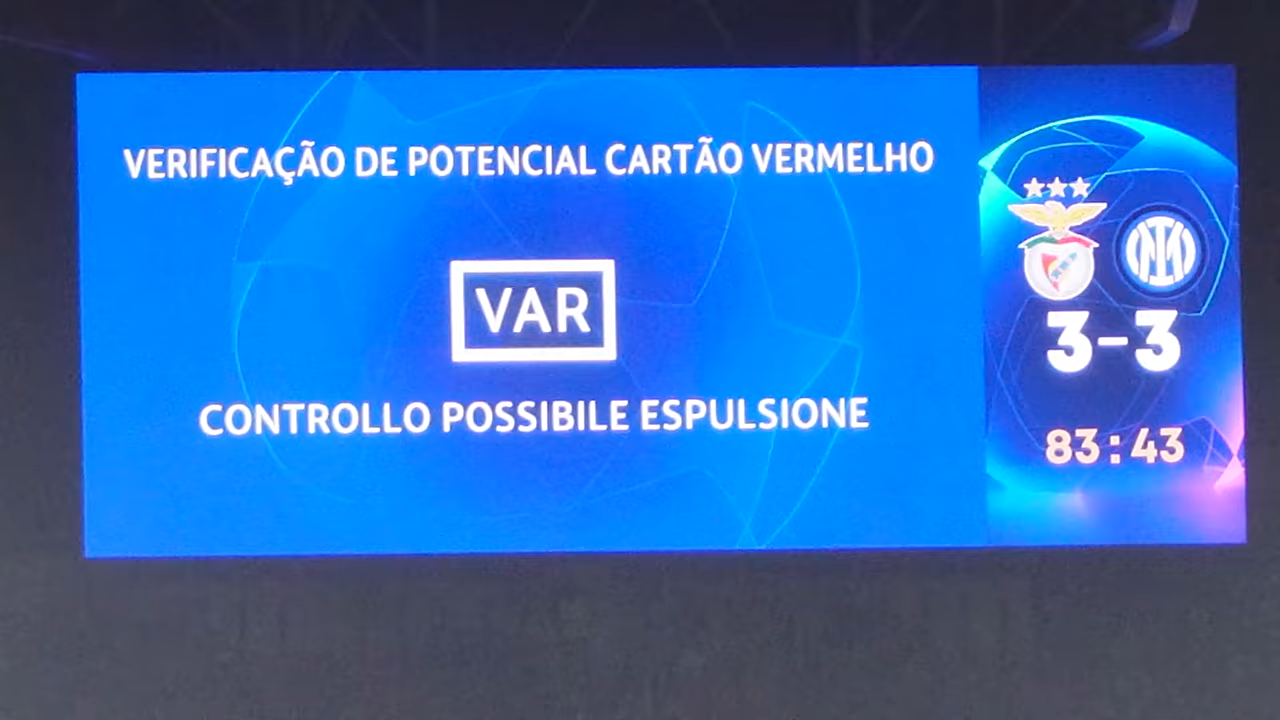 VERIFICAÇÃO DE POTENCIAL CARTÃO VERMELHO
VAR
CONTROLLO POSSIBILE ESPULSIONE
3-3
83:43